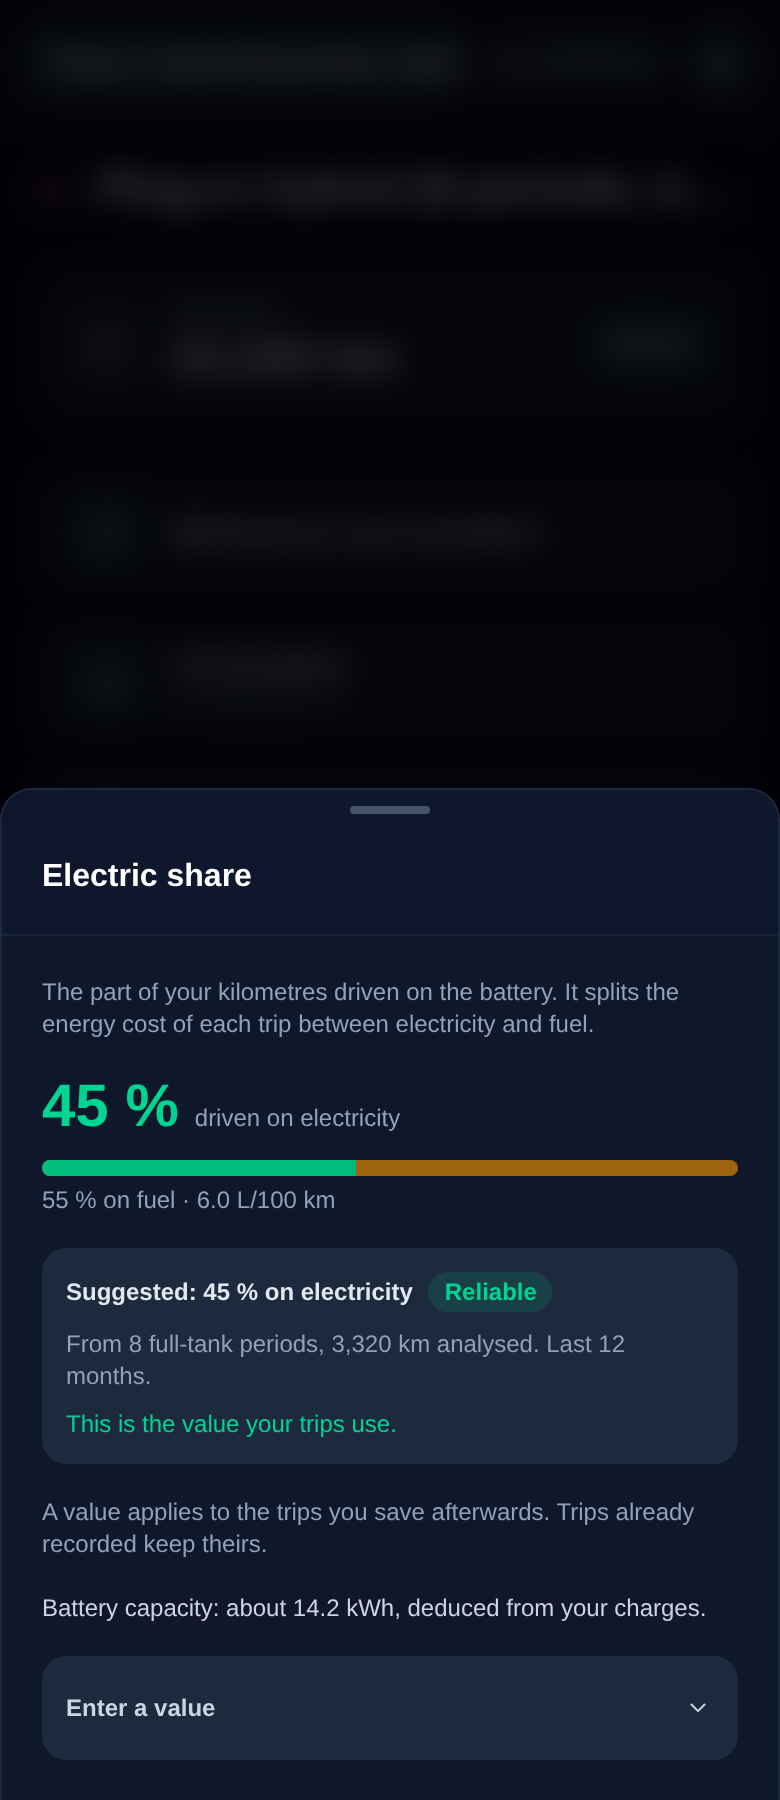 Electric share
The part of your kilometres driven on the battery. It splits the
energy cost of each trip between electricity and fuel.
45 % driven on electricity
55 % on fuel · 6.0 L/100 km
Suggested: 45 % on electricity Reliable
From 8 full-tank periods, 3,320 km analysed. Last 12
months.
This is the value your trips use.
A value applies to the trips you save afterwards. Trips already
recorded keep theirs.
Battery capacity: about 14.2 kWh, deduced from your charges.
Enter a value